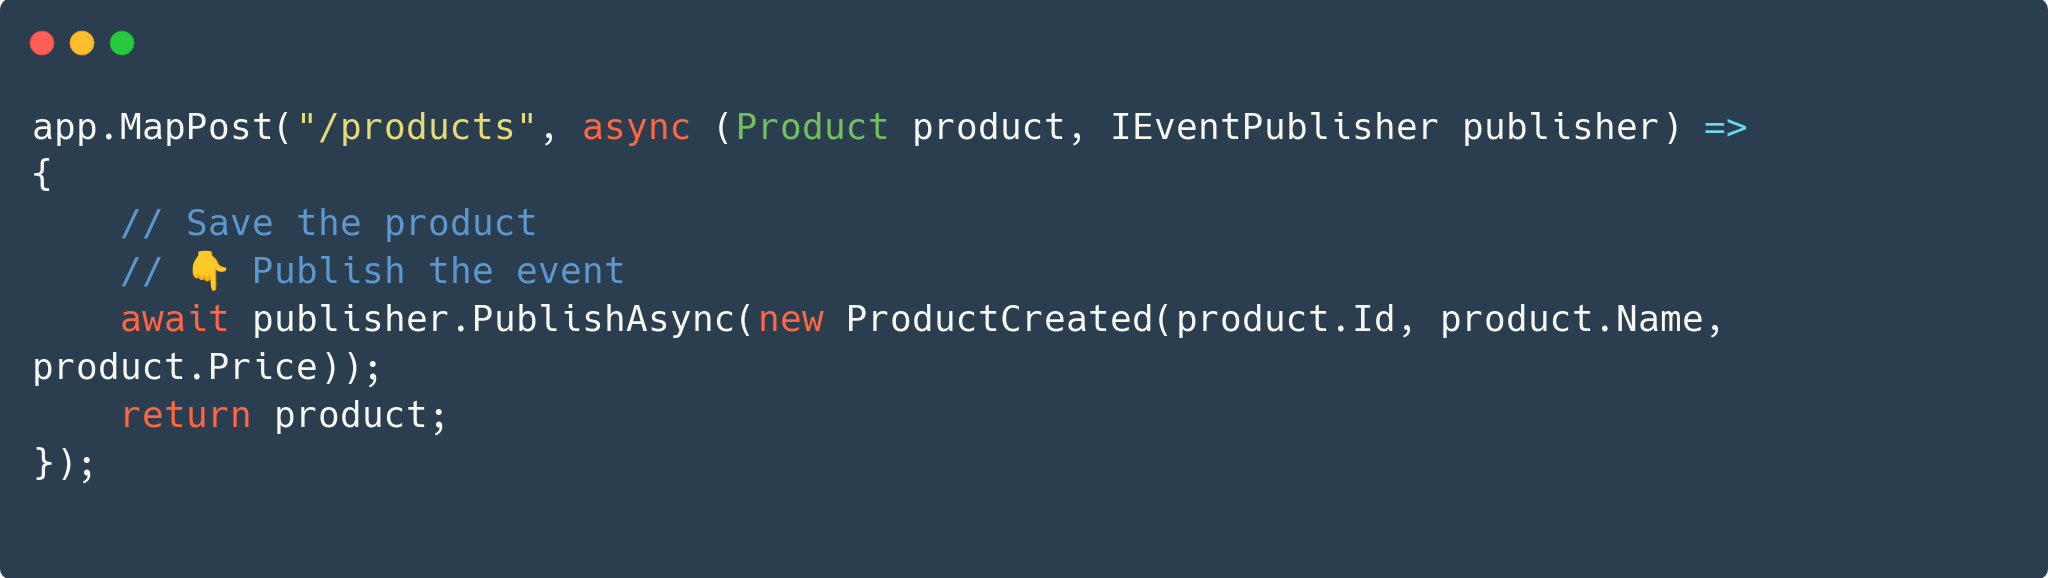 app.MapPost("/products", async (Product product, IEventPublisher publisher) =>
{
    // Save the product
    // 👇 Publish the event
    await publisher.PublishAsync(new ProductCreated(product.Id, product.Name,
product.Price));
    return product;
});